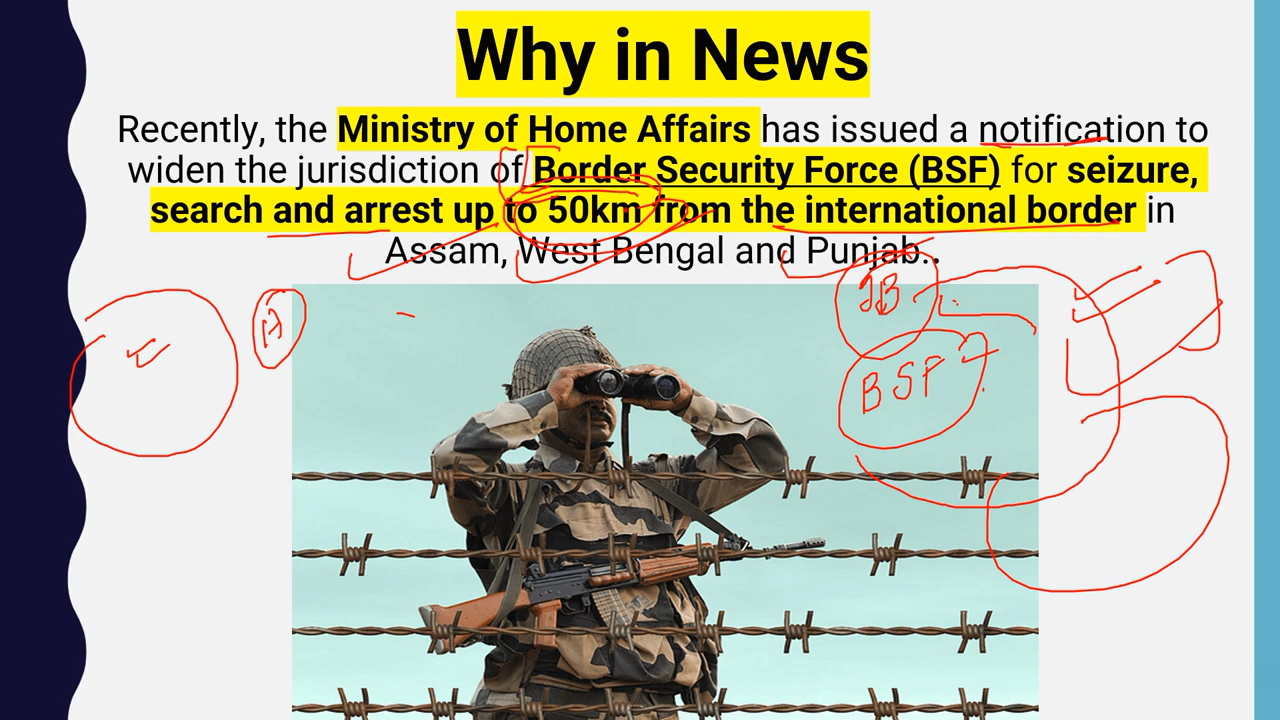 Why in News
Recently, the Ministry of Home Affairs has issued a notification to
widen the jurisdiction of Border Security Force (BSF) for seizure,
search and arrest up to 50km from the international border in
Assam, West Bengal and Punjab..
BSF